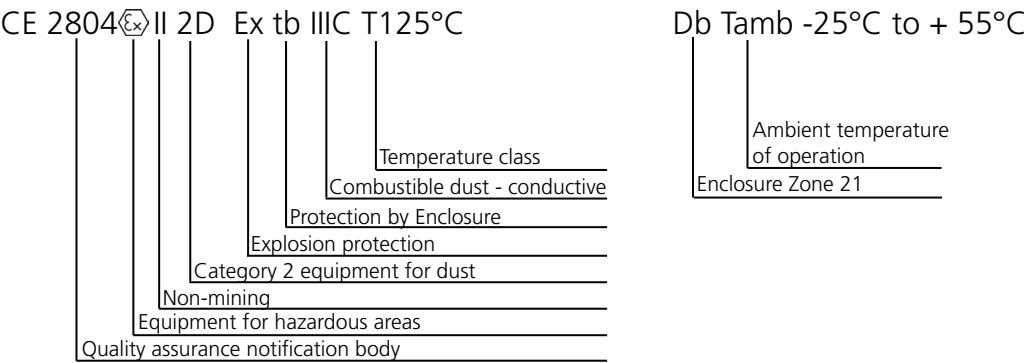 CE 2804 Ex II 2D Ex tb IIIC T125°C Db Tamb -25°C to + 55°C
Ambient temperature
of operation
Temperature class
Enclosure Zone 21
Combustible dust - conductive
Protection by Enclosure
Explosion protection
Category 2 equipment for dust
Non-mining
Equipment for hazardous areas
Quality assurance notification body